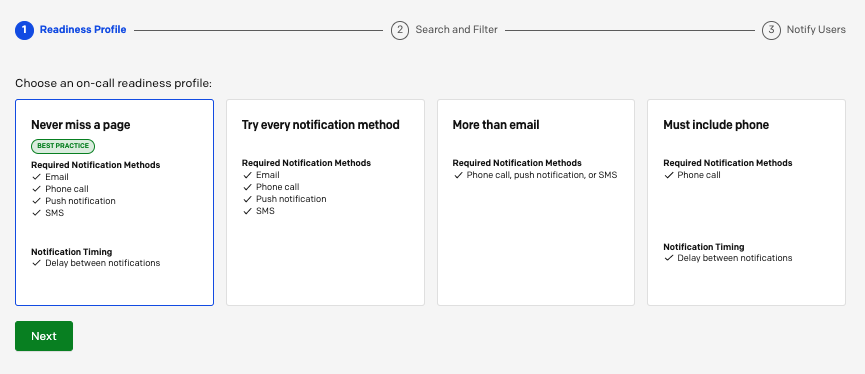 1 Readiness Profile
2 Search and Filter
3 Notify Users
Choose an on-call readiness profile:
Never miss a page
BEST PRACTICE
Required Notification Methods
Email
Phone call
Push notification
SMS
Notification Timing
Delay between notifications
Try every notification method
Required Notification Methods
Email
Phone call
Push notification
SMS
More than email
Required Notification Methods
Phone call, push notification, or SMS
Must include phone
Required Notification Methods
Phone call
Notification Timing
Delay between notifications
Next